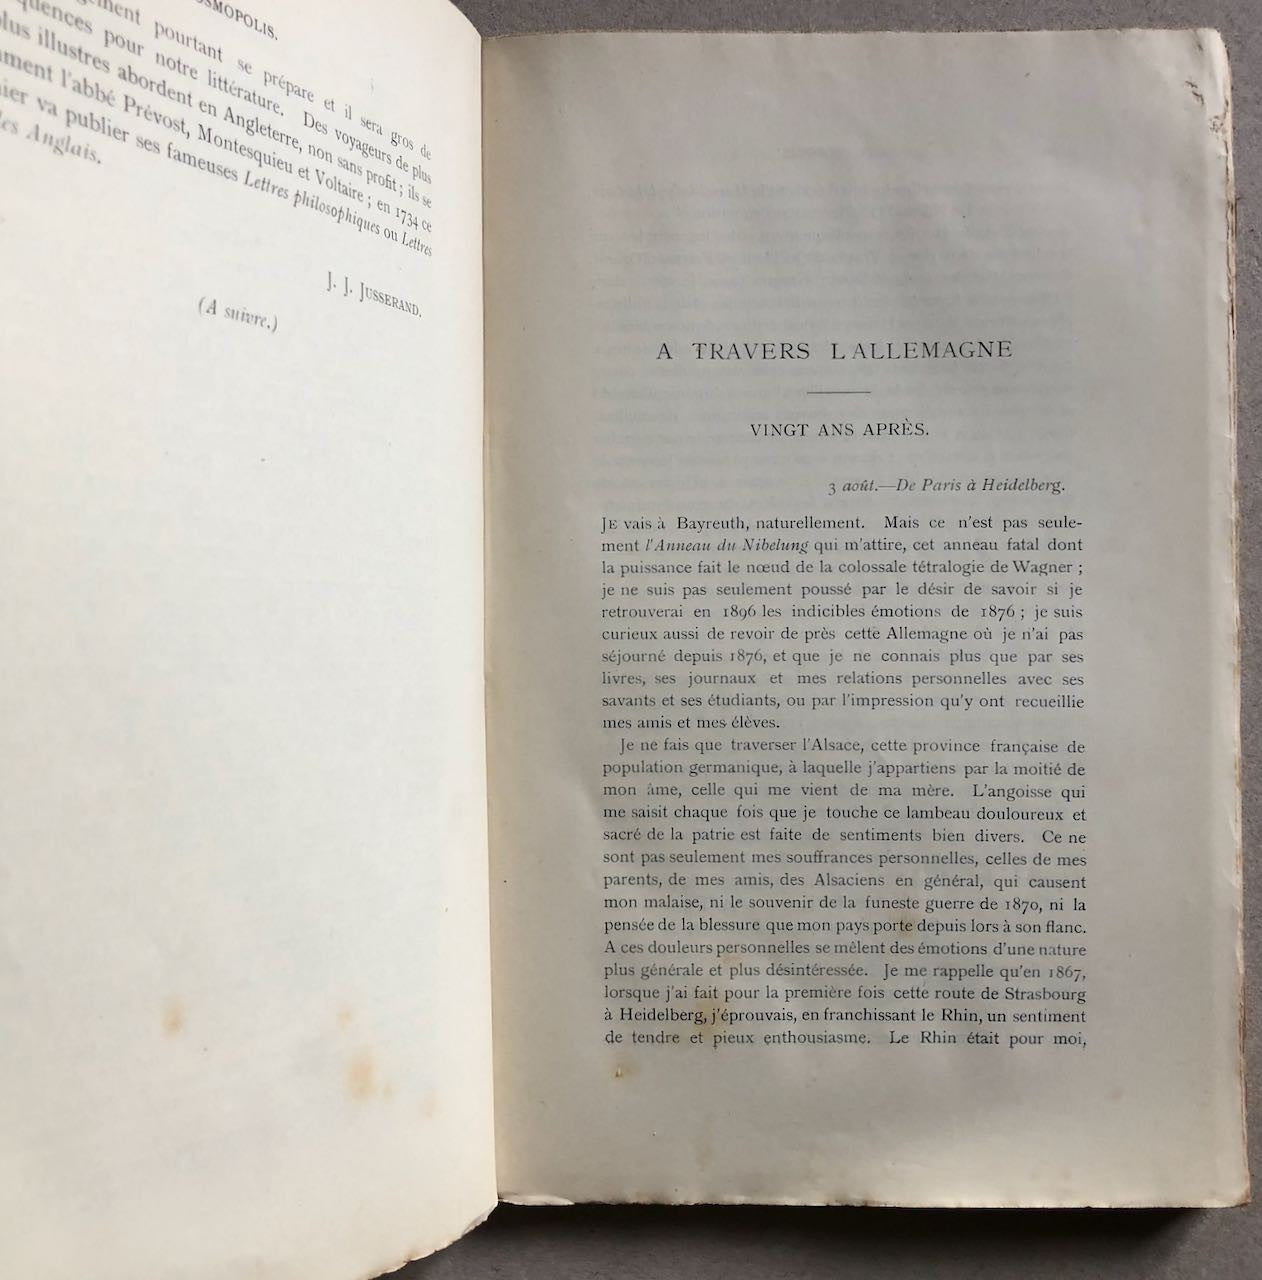 OSMOPOLIS.
ment pourtant se prépare et il sera gros de
quences pour notre littérature. Des voyageurs de plus
plus illustres abordent en Angleterre, non sans profit ; ils se
ment l'abbé Prévost, Montesquieu et Voltaire ; en 1734 ce
ier va publier ses fameuses Lettres philosophiques ou Lettres
les Anglais.
J. J. JUSSERAND.
(A suivre.)
A TRAVERS L ALLEMAGNE
VINGT ANS APRÈS.
3 août.—De Paris à Heidelberg.
JE vais à Bayreuth, naturellement. Mais ce n'est pas seule-
ment l'Anneau du Nibelung qui m'attire, cet anneau fatal dont
la puissance fait le nœud de la colossale tétralogie de Wagner ;
je ne suis pas seulement poussé par le désir de savoir si je
retrouverai en 1896 les indicibles émotions de 1876 ; je suis
curieux aussi de revoir de près cette Allemagne où je n'ai pas
séjourné depuis 1876, et que je ne connais plus que par ses
livres, ses journaux et mes relations personnelles avec ses
savants et ses étudiants, ou par l'impression qu'y ont recueillie
mes amis et mes élèves.
Je ne fais que traverser l'Alsace, cette province française de
population germanique, à laquelle j'appartiens par la moitié de
mon âme, celle qui me vient de ma mère. L'angoisse qui
me saisit chaque fois que je touche ce lambeau douloureux et
sacré de la patrie est faite de sentiments bien divers. Ce ne
sont pas seulement mes souffrances personnelles, celles de mes
parents, de mes amis, des Alsaciens en général, qui causent
mon malaise, ni le souvenir de la funeste guerre de 1870, ni la
pensée de la blessure que mon pays porte depuis lors à son flanc.
A ces douleurs personnelles se mêlent des émotions d'une nature
plus générale et plus désintéressée. Je me rappelle qu'en 1867,
lorsque j'ai fait pour la première fois cette route de Strasbourg
à Heidelberg, j'éprouvais, en franchissant le Rhin, un sentiment
de tendre et pieux enthousiasme. Le Rhin était pour moi,